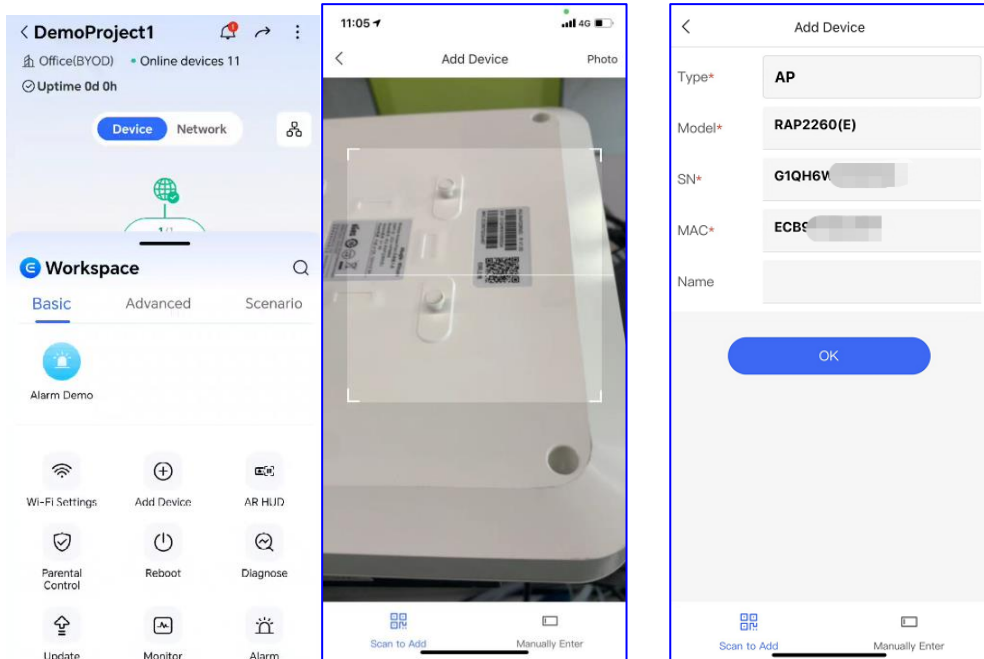 DemoProject1
Office(BYOD) • Online devices 11
Uptime 0d 0h
Device Network
Workspace
Basic Advanced Scenario
Alarm Demo
Wi-Fi Settings Add Device AR HUD
Parental Control Reboot Diagnose
Update Monitor Alarm
11:05 4G
Add Device Photo
Scan to Add Manually Enter
Add Device
Type* AP
Model* RAP2260(E)
SN* G1QH6
MAC* ECB9
Name
OK
Scan to Add Manually Enter